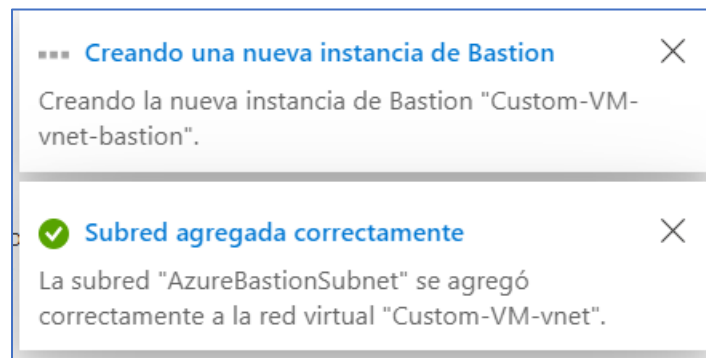 Creando una nueva instancia de Bastion
Creando la nueva instancia de Bastion "Custom-VM-
vnet-bastion".
Subred agregada correctamente
La subred "AzureBastionSubnet" se agregó
correctamente a la red virtual "Custom-VM-vnet".